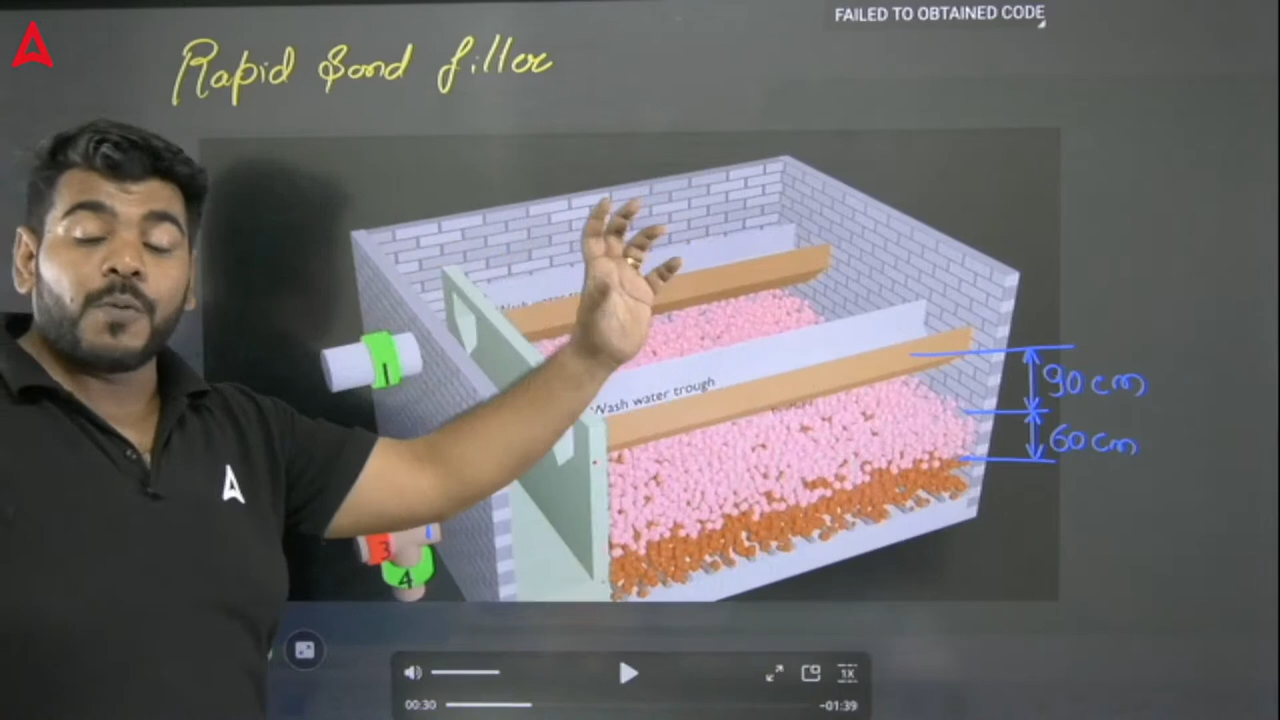 FAILED TO OBTAINED CODE
Rapid Sand filter
1
Wash water trough
90 cm
60 cm
3
4
1X
00:30
-01:39